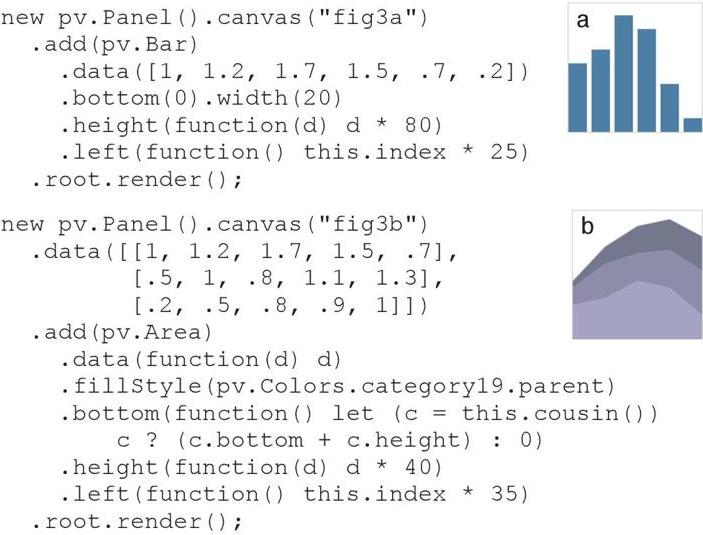 new pv.Panel().canvas("fig3a")
.add(pv.Bar)
.data([1, 1.2, 1.7, 1.5, .7, .2])
.bottom(0).width(20)
.height(function(d) d * 80)
.left(function() this.index * 25)
.root.render();
a
new pv.Panel().canvas("fig3b")
.data([[1, 1.2, 1.7, 1.5, .7],
[.5, 1, .8, 1.1, 1.3],
[.2, .5, .8, .9, 1]])
.add(pv.Area)
.data(function(d) d)
.fillStyle(pv.Colors.category19.parent)
.bottom(function() let (c = this.cousin())
c ? (c.bottom + c.height) : 0)
.height(function(d) d * 40)
.left(function() this.index * 35)
.root.render();
b